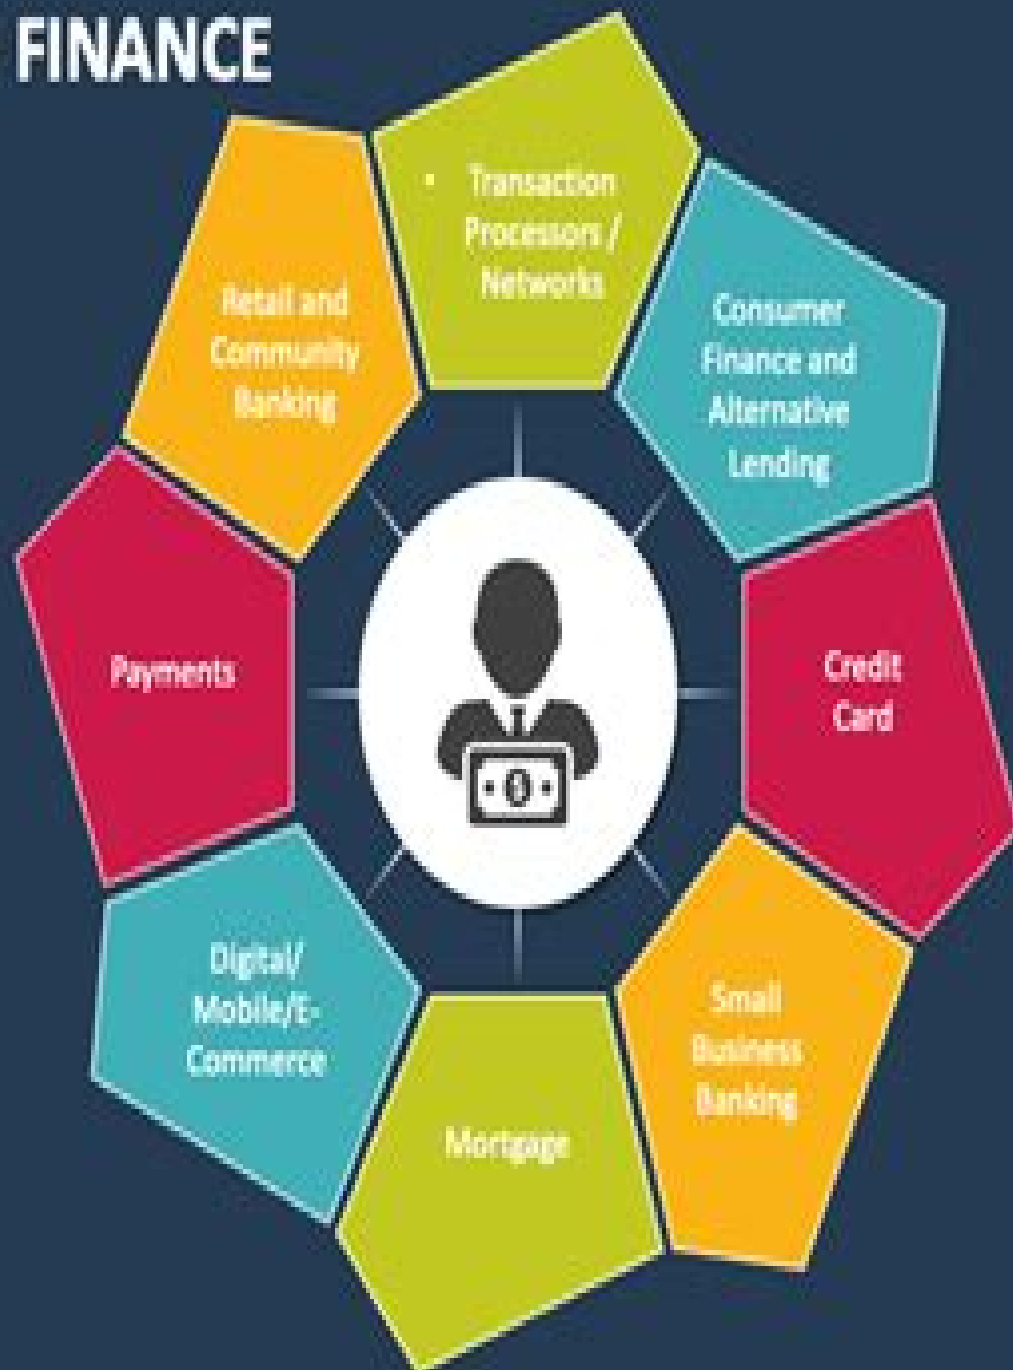 FINANCE
• Transaction
Processors /
Networks
Consumer
Finance and
Alternative
Lending
Credit
Card
Small
Business
Banking
Mortgage
Digital/
Mobile/E-
Commerce
Payments
Retail and
Community
Banking